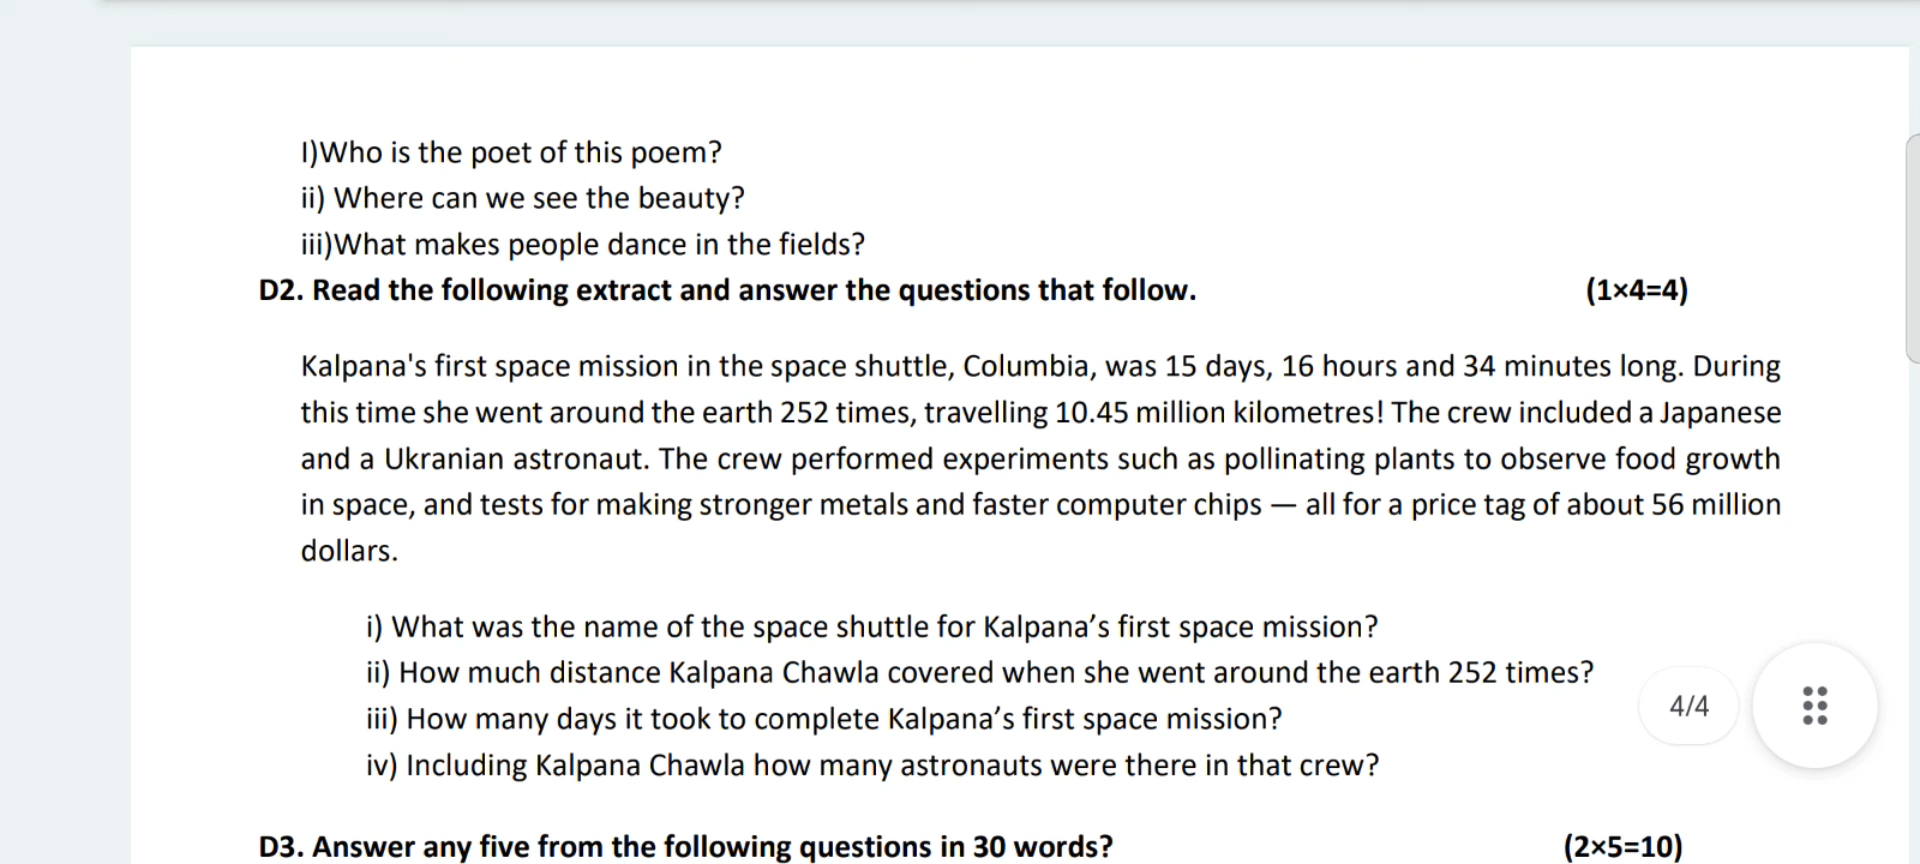 I)Who is the poet of this poem?
ii) Where can we see the beauty?
iii)What makes people dance in the fields?
D2. Read the following extract and answer the questions that follow. (1×4=4)
Kalpana's first space mission in the space shuttle, Columbia, was 15 days, 16 hours and 34 minutes long. During
this time she went around the earth 252 times, travelling 10.45 million kilometres! The crew included a Japanese
and a Ukranian astronaut. The crew performed experiments such as pollinating plants to observe food growth
in space, and tests for making stronger metals and faster computer chips — all for a price tag of about 56 million
dollars.
i) What was the name of the space shuttle for Kalpana’s first space mission?
ii) How much distance Kalpana Chawla covered when she went around the earth 252 times?
iii) How many days it took to complete Kalpana’s first space mission?
4/4
iv) Including Kalpana Chawla how many astronauts were there in that crew?
D3. Answer any five from the following questions in 30 words? (2×5=10)